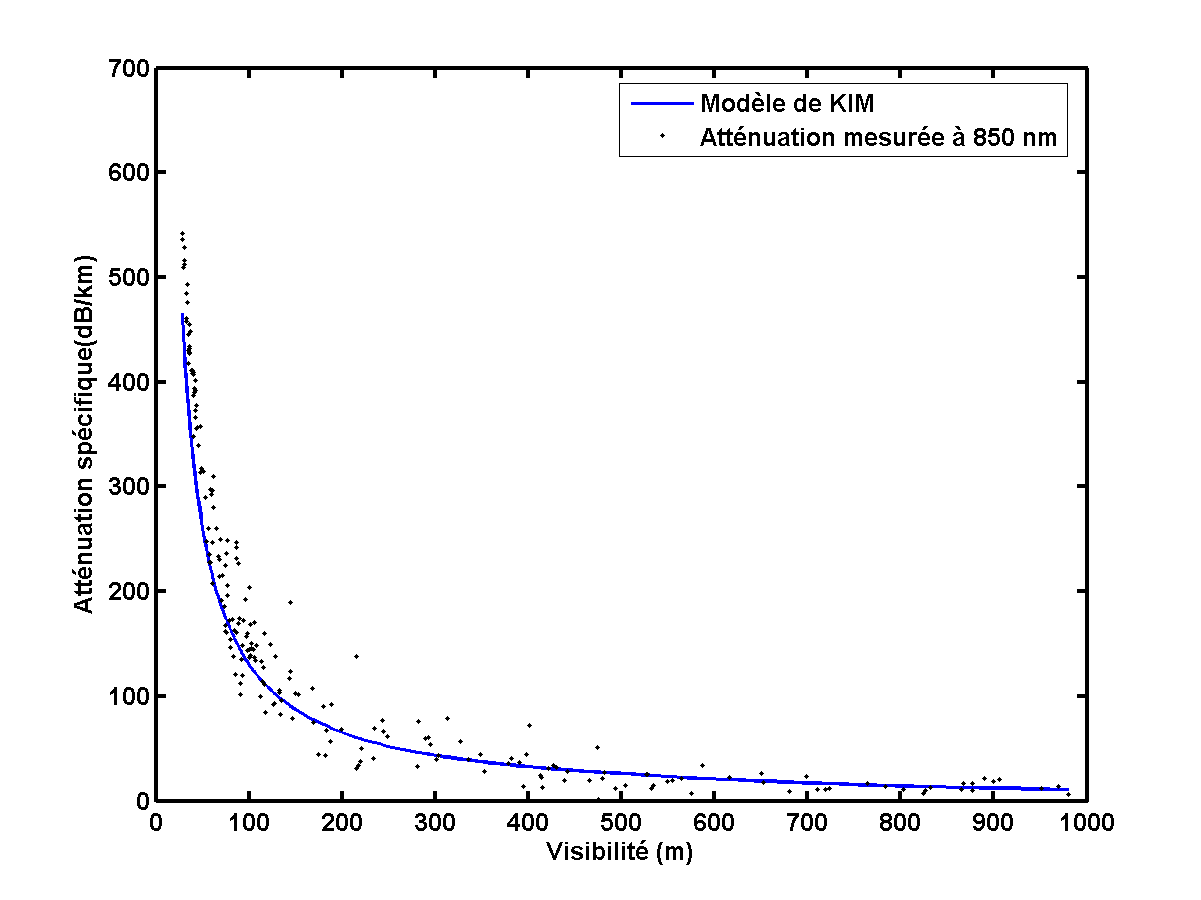 700
600
500
400
300
200
100
0
Atténuation spécifique(dB/km)
Modèle de KIM
Atténuation mesurée à 850 nm
0 100 200 300 400 500 600 700 800 900 1000
Visibilité (m)